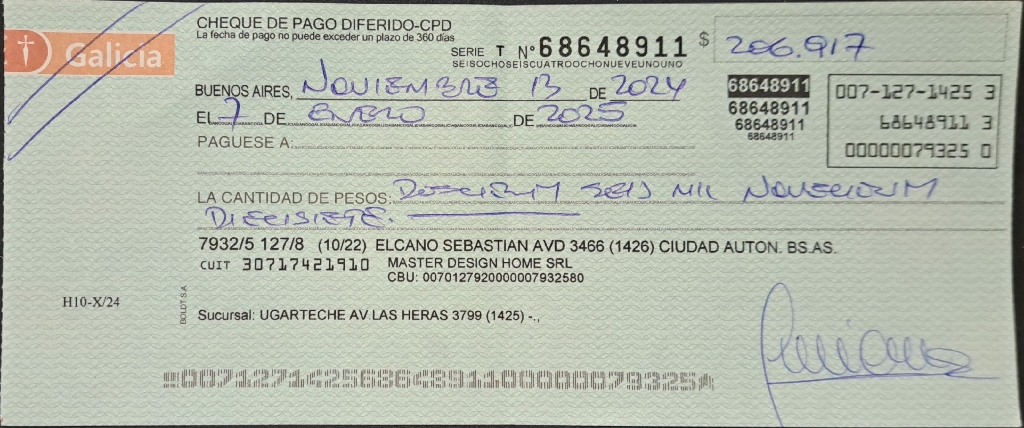 CHEQUE DE PAGO DIFERIDO-CPD
La fecha de pago no puede exceder un plazo de 360 días
Galicia
SERIE T N° 68648911 $ 206.917
SEISOCHOSEISCUATROOCHONUEVEUNOUNO
BUENOS AIRES, NOVIEMBRE 13 DE 2024
EL 7 DE ENERO DE 2025
68648911
68648911
68648911
68648911
007-127-1425 3
68648911 3
00000079325 0
PAGUESE A:
LA CANTIDAD DE PESOS: DOSCIENTOS SEIS MIL NOVECIENTOS
DIECISIETE.
7932/5 127/8 (10/22) ELCANO SEBASTIAN AVD 3466 (1426) CIUDAD AUTON. BS.AS.
CUIT 30717421910 MASTER DESIGN HOME SRL
CBU: 0070127920000007932580
H10-X/24
BOLDT S.A
Sucursal: UGARTECHE AV LAS HERAS 3799 (1425) -.,
00712714256864891100000079325